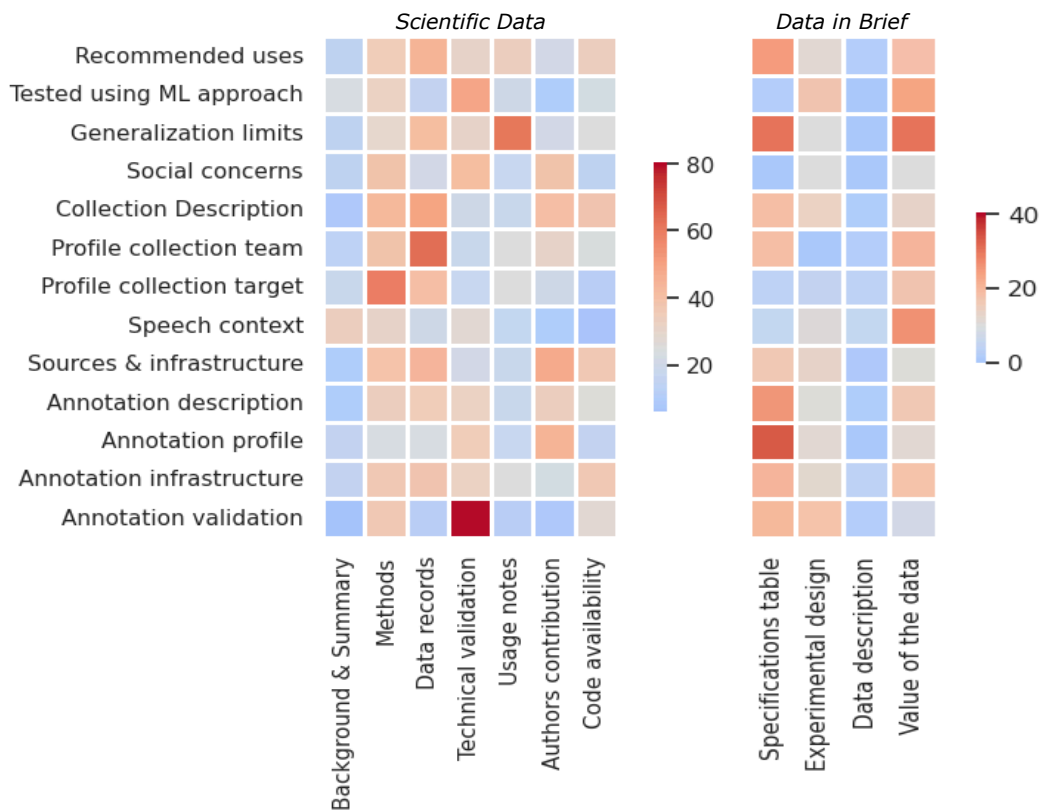 Scientific Data
Data in Brief
Recommended uses
Tested using ML approach
Generalization limits
Social concerns
Collection Description
Profile collection team
Profile collection target
Speech context
Sources & infrastructure
Annotation description
Annotation profile
Annotation infrastructure
Annotation validation
80
60
40
20
40
20
0
Background & Summary
Methods
Data records
Technical validation
Usage notes
Authors contribution
Code availability
Specifications table
Experimental design
Data description
Value of the data